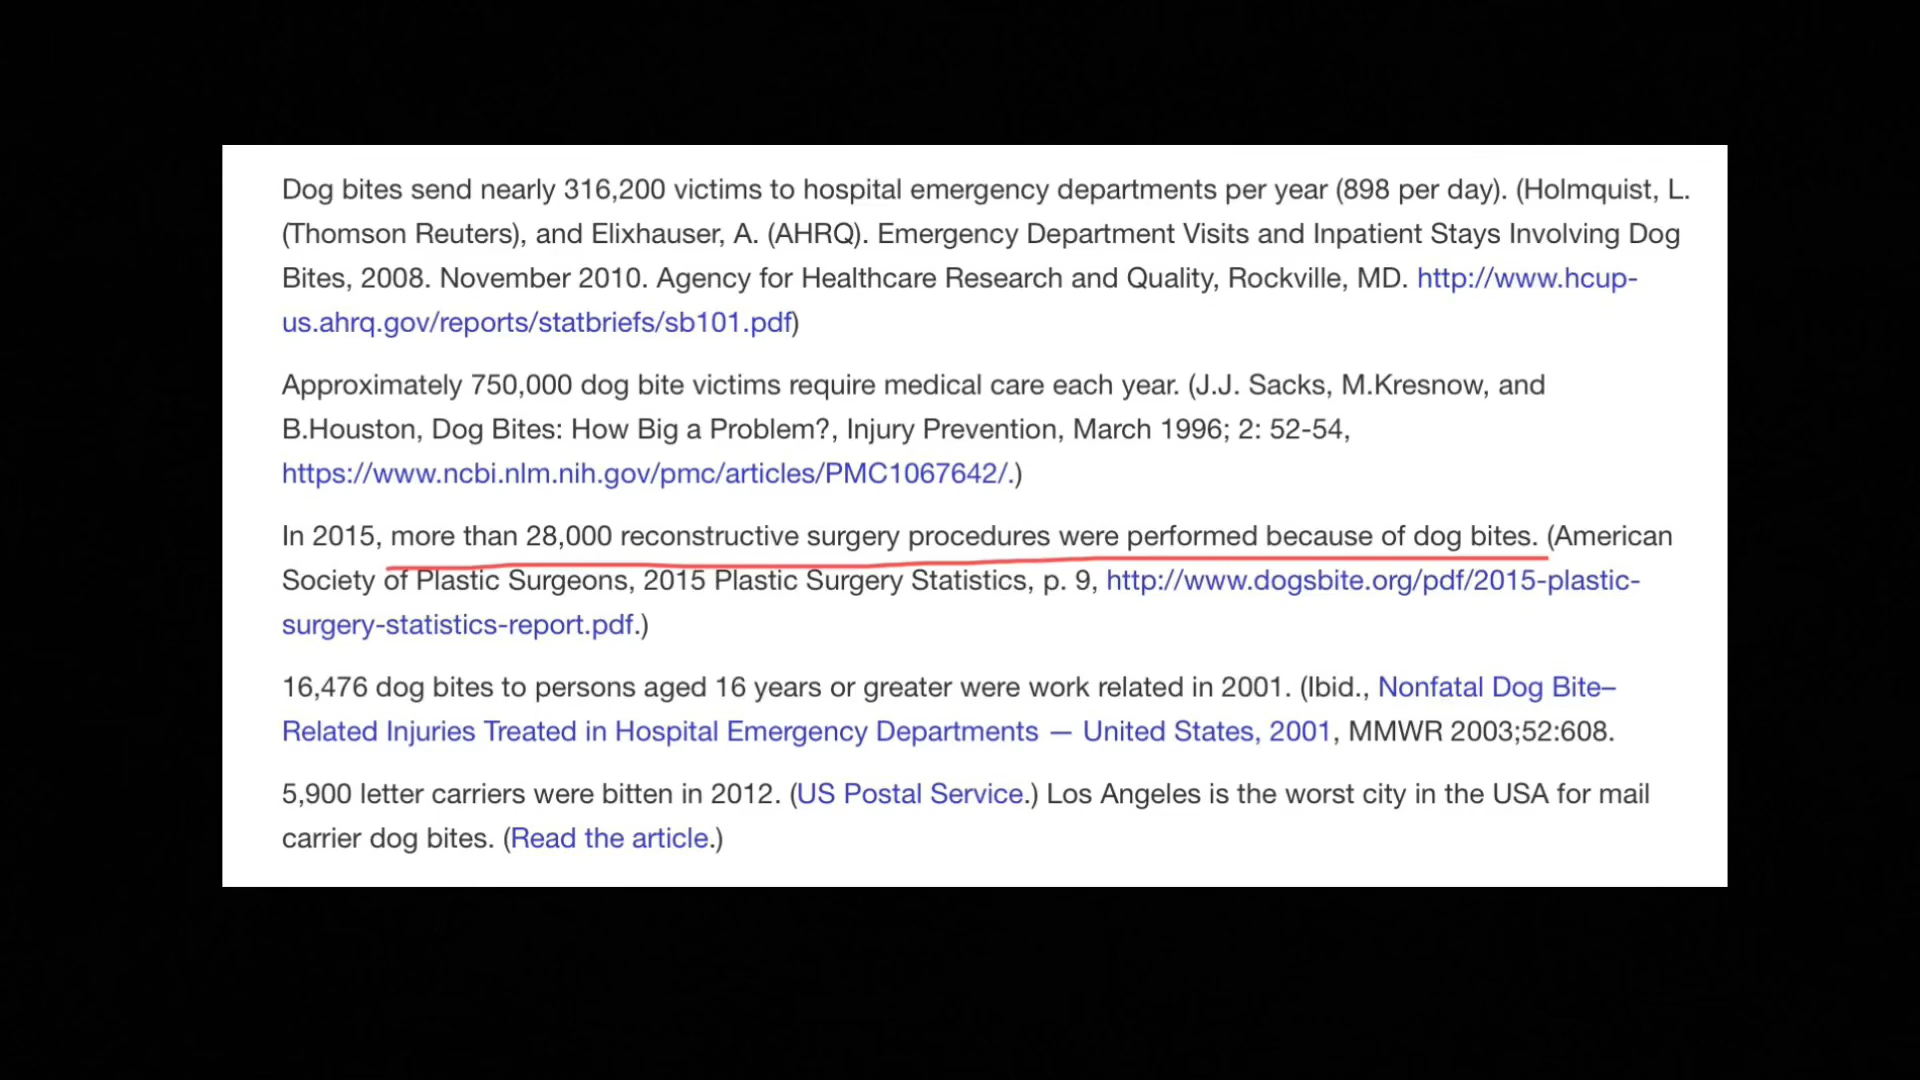 Dog bites send nearly 316,200 victims to hospital emergency departments per year (898 per day). (Holmquist, L.
(Thomson Reuters), and Elixhauser, A. (AHRQ). Emergency Department Visits and Inpatient Stays Involving Dog
Bites, 2008. November 2010. Agency for Healthcare Research and Quality, Rockville, MD. http://www.hcup-
us.ahrq.gov/reports/statbriefs/sb101.pdf)
Approximately 750,000 dog bite victims require medical care each year. (J.J. Sacks, M.Kresnow, and
B.Houston, Dog Bites: How Big a Problem?, Injury Prevention, March 1996; 2: 52-54,
https://www.ncbi.nlm.nih.gov/pmc/articles/PMC1067642/.)
In 2015, more than 28,000 reconstructive surgery procedures were performed because of dog bites. (American
Society of Plastic Surgeons, 2015 Plastic Surgery Statistics, p. 9, http://www.dogsbite.org/pdf/2015-plastic-
surgery-statistics-report.pdf.)
16,476 dog bites to persons aged 16 years or greater were work related in 2001. (Ibid., Nonfatal Dog Bite–
Related Injuries Treated in Hospital Emergency Departments — United States, 2001, MMWR 2003;52:608.
5,900 letter carriers were bitten in 2012. (US Postal Service.) Los Angeles is the worst city in the USA for mail
carrier dog bites. (Read the article.)